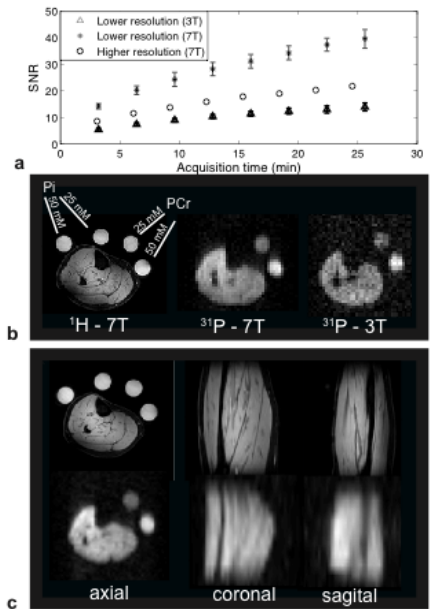 50
40
30
20
10
0
SNR
Lower resolution (3T)
Lower resolution (7T)
Higher resolution (7T)
0 5 10 15 20 25 30
Acquisition time (min)
a
Pi
50 mM
25 mM
PCr
25 mM
50 mM
¹H - 7T
³¹P - 7T
³¹P - 3T
b
axial
coronal
sagital
c